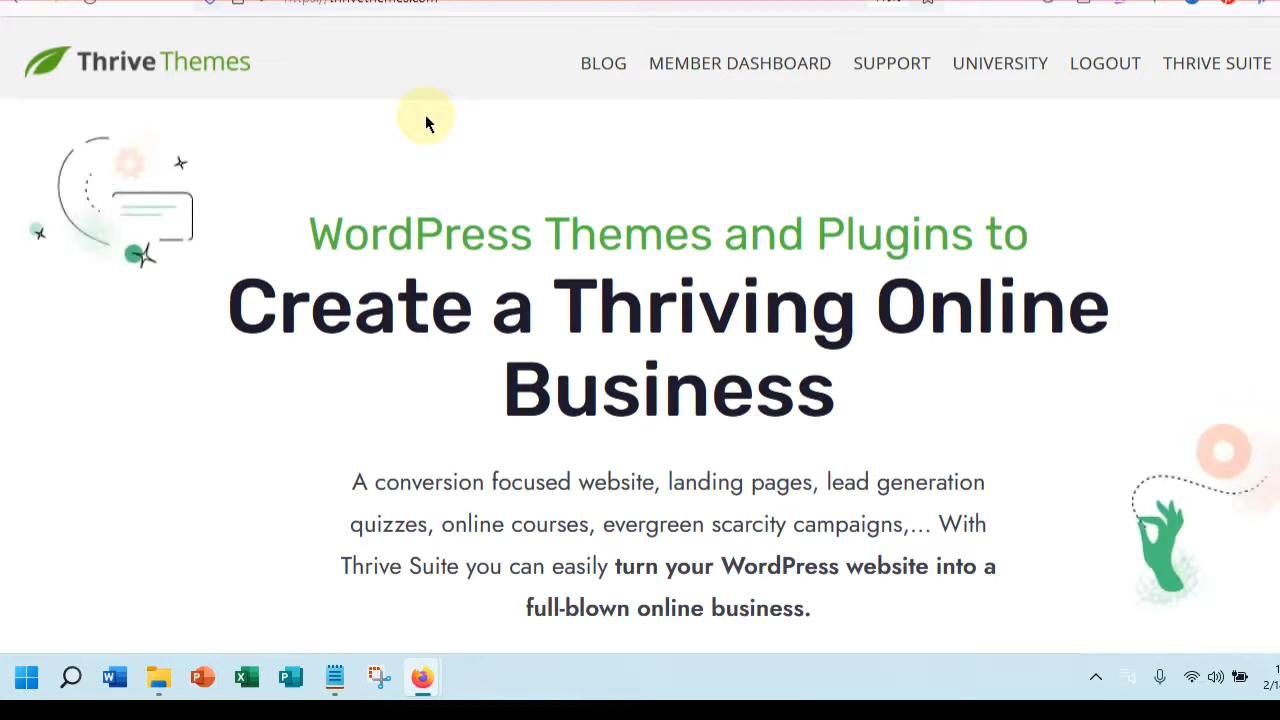 Thrive Themes
BLOG MEMBER DASHBOARD SUPPORT UNIVERSITY LOGOUT THRIVE SUITE
WordPress Themes and Plugins to
Create a Thriving Online
Business
A conversion focused website, landing pages, lead generation
quizzes, online courses, evergreen scarcity campaigns,... With
Thrive Suite you can easily turn your WordPress website into a
full-blown online business.